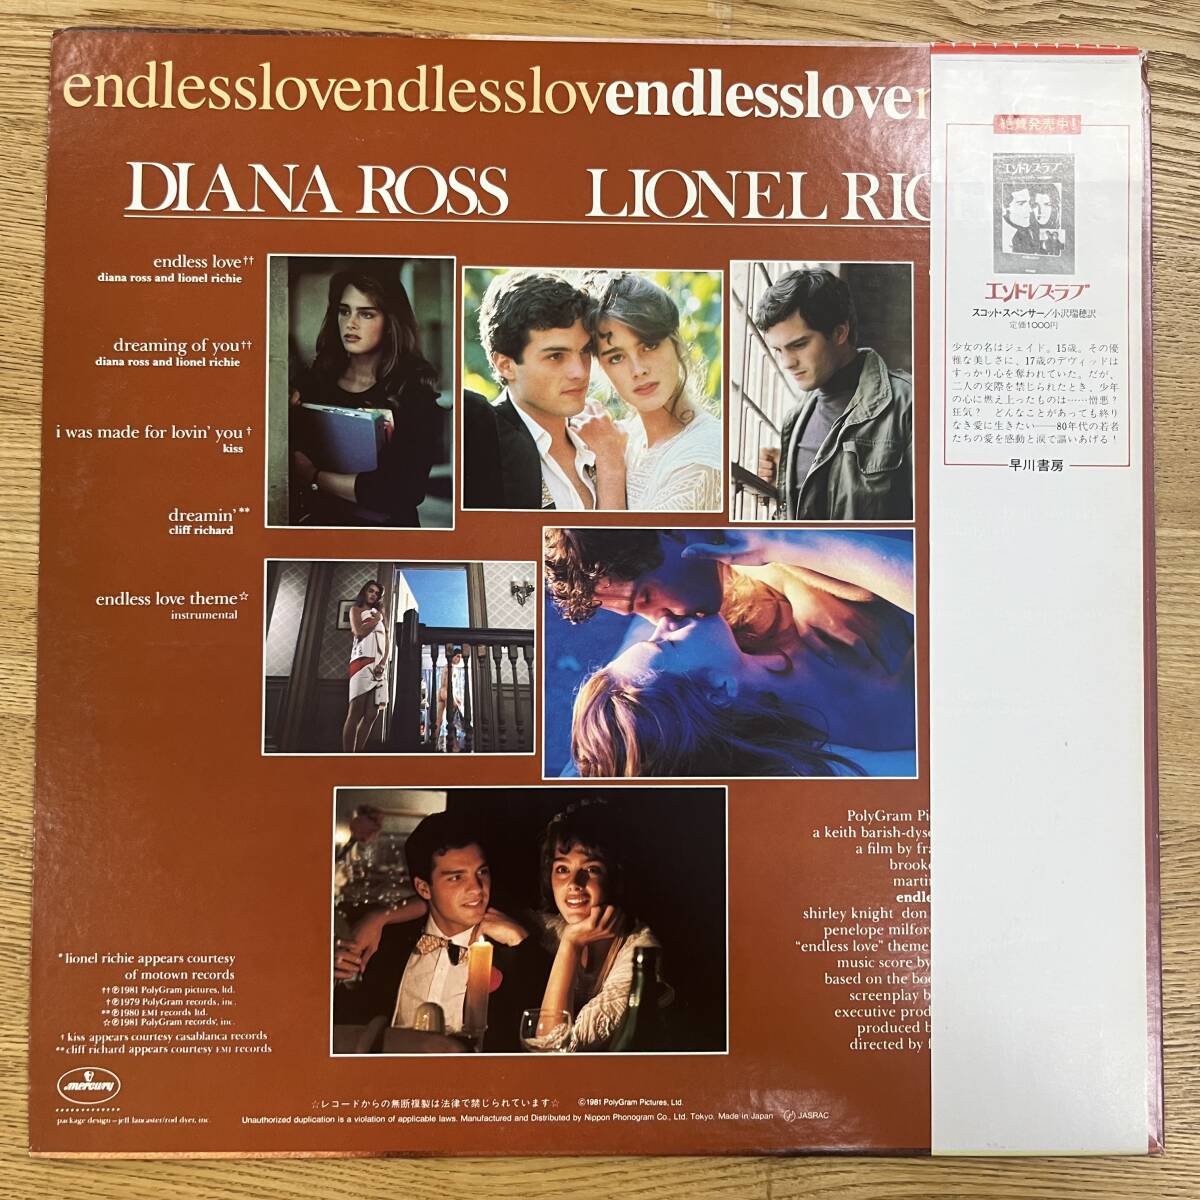 endlesslovendlesslovendlesslove
DIANA ROSS LIONEL RIC
endless love††
diana ross and lionel richie
dreaming of you††
diana ross and lionel richie
i was made for lovin' you†
kiss
dreamin'**
cliff richard
endless love theme☆
instrumental
絶賛発売中!
エンドレス・ラブ
エンドレス・ラブ
スコット・スペンサー/小沢瑞穂訳
定価1000円
少女の名はジェイド。15歳。その優
雅な美しさに、17歳のデヴィッドは
すっかり心を奪われていた。だが、
二人の交際を禁じられたとき、少年
の心に燃え上ったものは……憎悪?
狂気? どんなことがあっても終り
なき愛に生きたい――80年代の若者
たちの愛を感動と涙で謳いあげる!
早川書房
PolyGram Pi
a keith barish-dys
a film by fra
brook
martin
endle
shirley knight don
penelope milfor
"endless love" theme
music score by
based on the boo
screenplay b
executive prod
produced b
directed by f
*lionel richie appears courtesy
of motown records
††℗1981 PolyGram pictures, ltd.
†℗1979 PolyGram records, inc.
**℗1980 EMI records ltd.
☆℗1981 PolyGram records, inc.
†kiss appears courtesy casablanca records
**cliff richard appears courtesy EMI records
mercury
package design—jeff lancaster/rod dyer, inc.
☆レコードからの無断複製は法律で禁じられています☆ ©1981 PolyGram Pictures, Ltd.
Unauthorized duplication is a violation of applicable laws. Manufactured and Distributed by Nippon Phonogram Co., Ltd. Tokyo. Made in Japan JASRAC